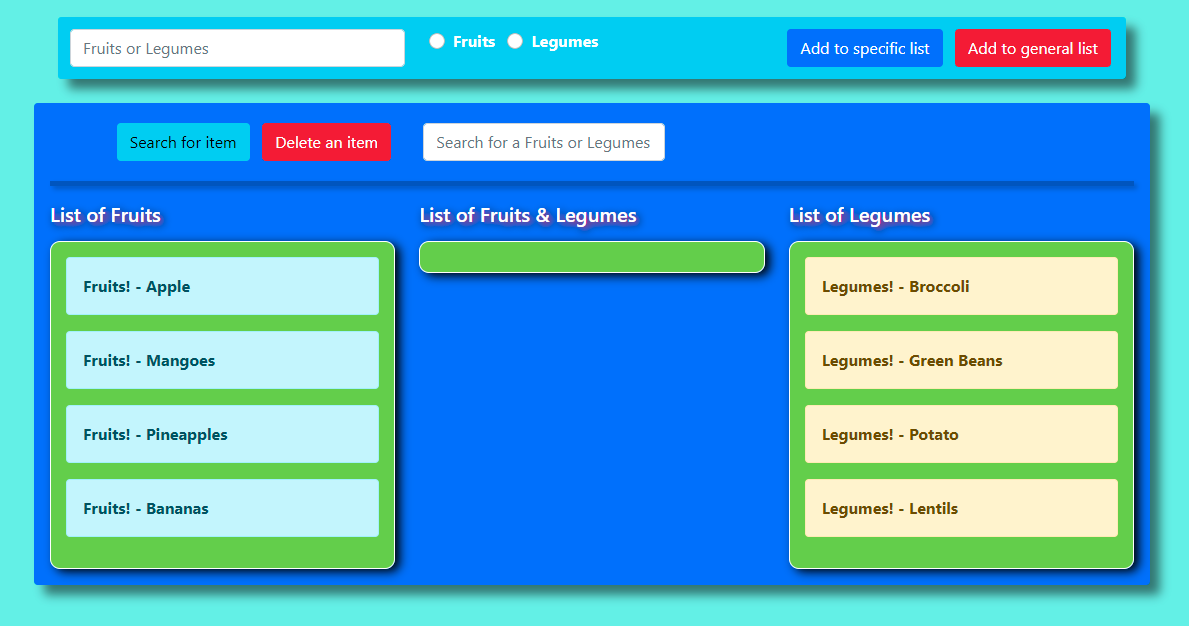 Fruits or Legumes
Fruits
Legumes
Add to specific list
Add to general list
Search for item
Delete an item
Search for a Fruits or Legumes
List of Fruits
Fruits! - Apple
Fruits! - Mangoes
Fruits! - Pineapples
Fruits! - Bananas
List of Fruits & Legumes
List of Legumes
Legumes! - Broccoli
Legumes! - Green Beans
Legumes! - Potato
Legumes! - Lentils